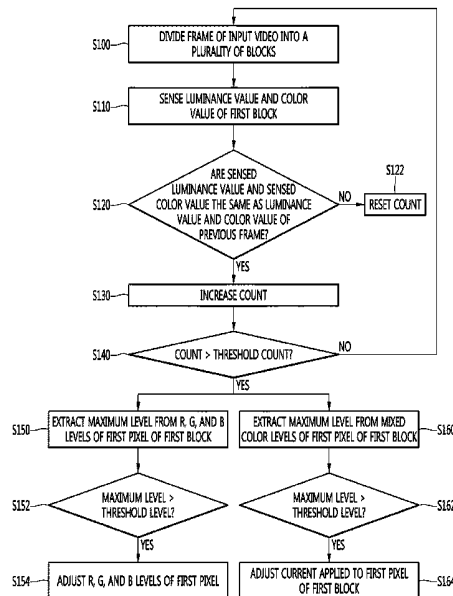 S100
DIVIDE FRAME OF INPUT VIDEO INTO A
PLURALITY OF BLOCKS
S110
SENSE LUMINANCE VALUE AND COLOR
VALUE OF FIRST BLOCK
S120
ARE SENSED
LUMINANCE VALUE AND SENSED
COLOR VALUE THE SAME AS LUMINANCE
VALUE AND COLOR VALUE OF
PREVIOUS FRAME?
NO
S122
RESET COUNT
YES
S130
INCREASE COUNT
S140
COUNT > THRESHOLD COUNT?
NO
YES
S150
EXTRACT MAXIMUM LEVEL FROM R, G, AND B
LEVELS OF FIRST PIXEL OF FIRST BLOCK
EXTRACT MAXIMUM LEVEL FROM MIXED
COLOR LEVELS OF FIRST PIXEL OF FIRST BLOCK
S160
S152
MAXIMUM LEVEL >
THRESHOLD LEVEL?
MAXIMUM LEVEL >
THRESHOLD LEVEL?
S162
YES
YES
S154
ADJUST R, G, AND B LEVELS OF FIRST PIXEL
ADJUST CURRENT APPLIED TO FIRST PIXEL
OF FIRST BLOCK
S164